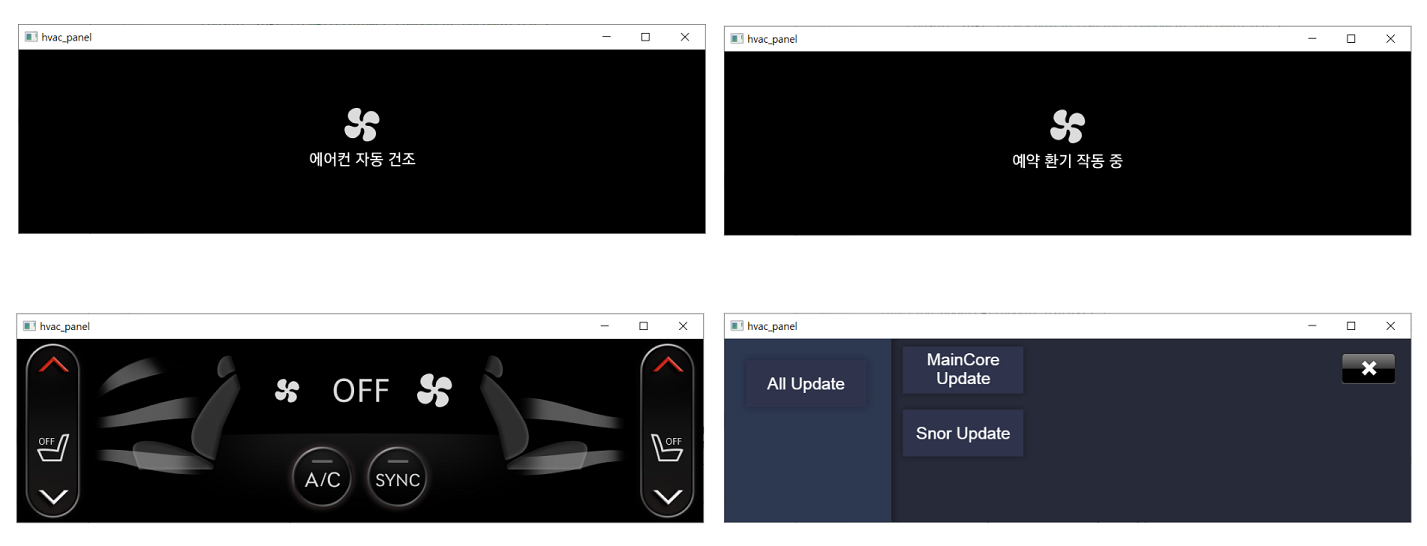 hvac_panel
에어컨 자동 건조
hvac_panel
예약 환기 작동 중
hvac_panel
OFF
OFF
OFF
A/C
SYNC
hvac_panel
All Update
MainCore
Update
Snor Update